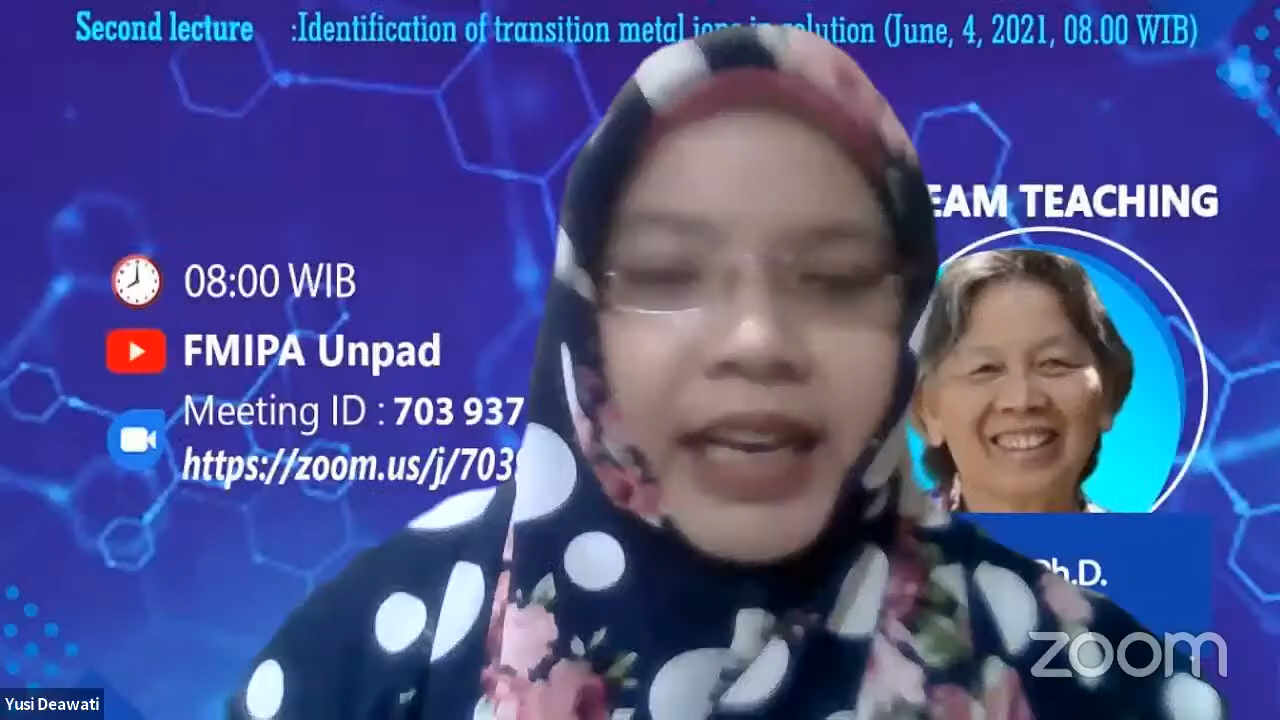 Second lecture :Identification of transition metal ions in solution (June, 4, 2021, 08.00 WIB)
EAM TEACHING
08:00 WIB
FMIPA Unpad
Meeting ID : 703 937
https://zoom.us/j/703
Ph.D.
zoom
Yusi Deawati